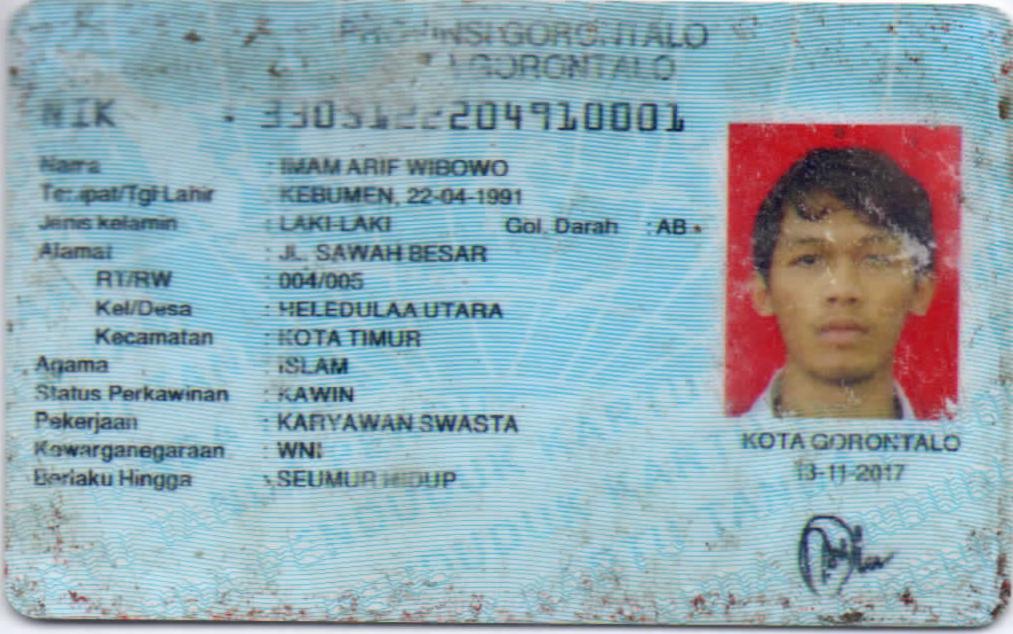 PROVINSI GORONTALO
GORONTALO
NIK :
Nama : IMAM ARIF WIBOWO
Tempat/Tgl Lahir : KEBUMEN, 22-04-1991
Jenis kelamin : LAKI-LAKI Gol. Darah : AB
Alamat : JL. SAWAH BESAR
RT/RW : 004/005
Kel/Desa : HELEDULAA UTARA
Kecamatan : KOTA TIMUR
Agama : ISLAM
Status Perkawinan : KAWIN
Pekerjaan : KARYAWAN SWASTA
Kewarganegaraan : WNI
Berlaku Hingga : SEUMUR HIDUP
KOTA GORONTALO
13-11-2017